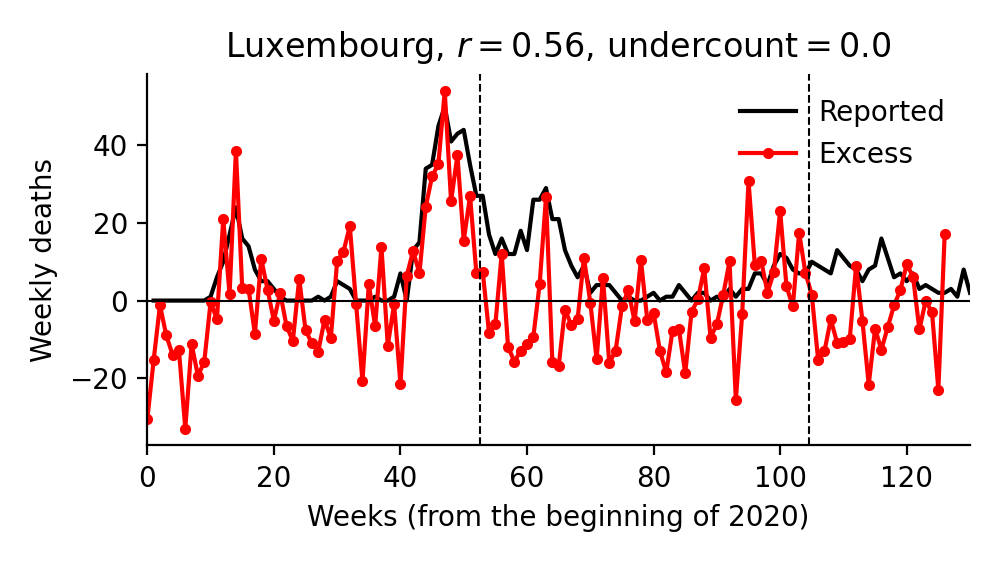 Luxembourg, r = 0.56, undercount = 0.0
Reported
Excess
Weekly deaths
40
20
0
−20
0 20 40 60 80 100 120
Weeks (from the beginning of 2020)